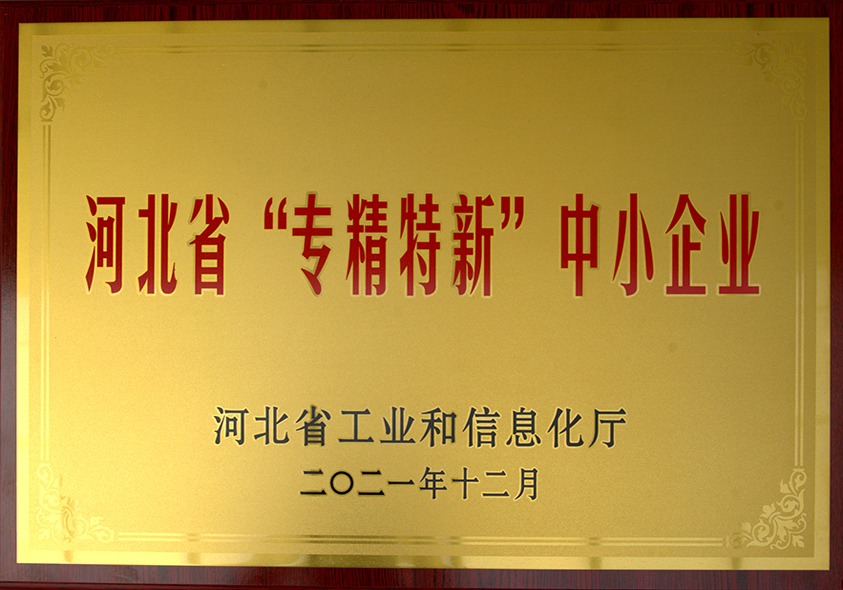 河北省“专精特新”中小企业
河北省工业和信息化厅
二〇二一年十二月